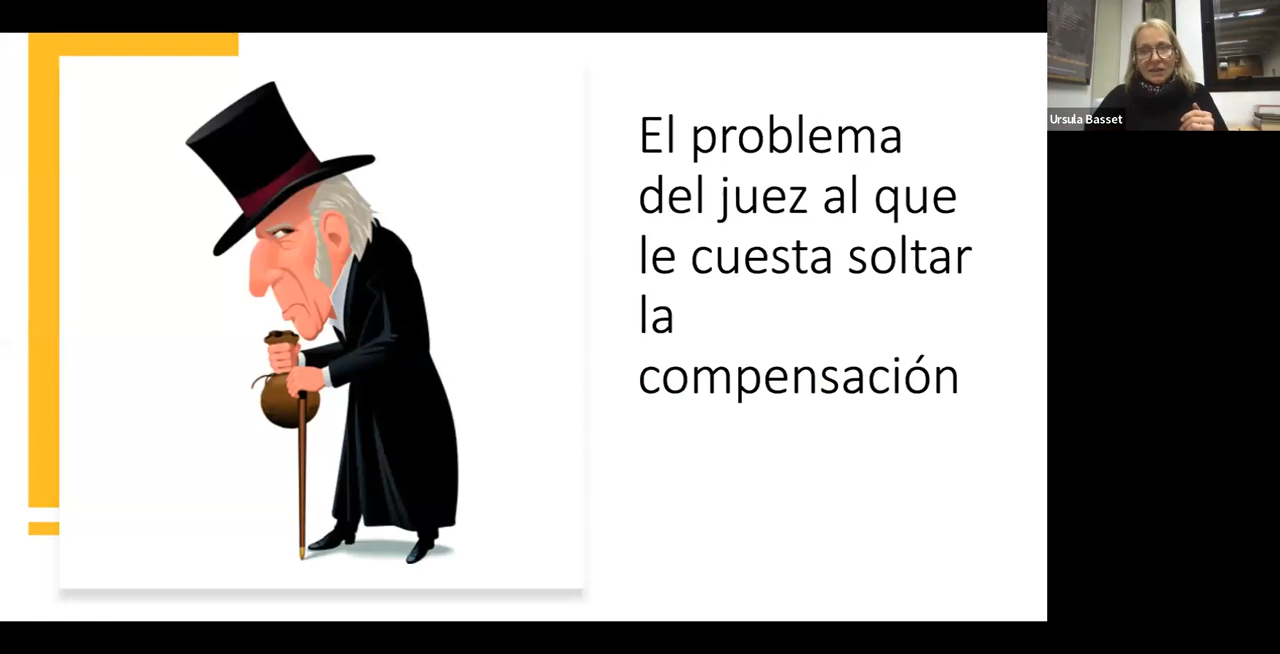 El problema
del juez al que
le cuesta soltar
la
compensación
Ursula Basset